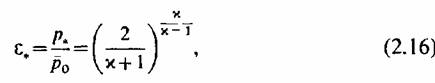 ε* = p*/p̄₀ = (2/(ϰ+1))^(ϰ/(ϰ−1)), (2.16)